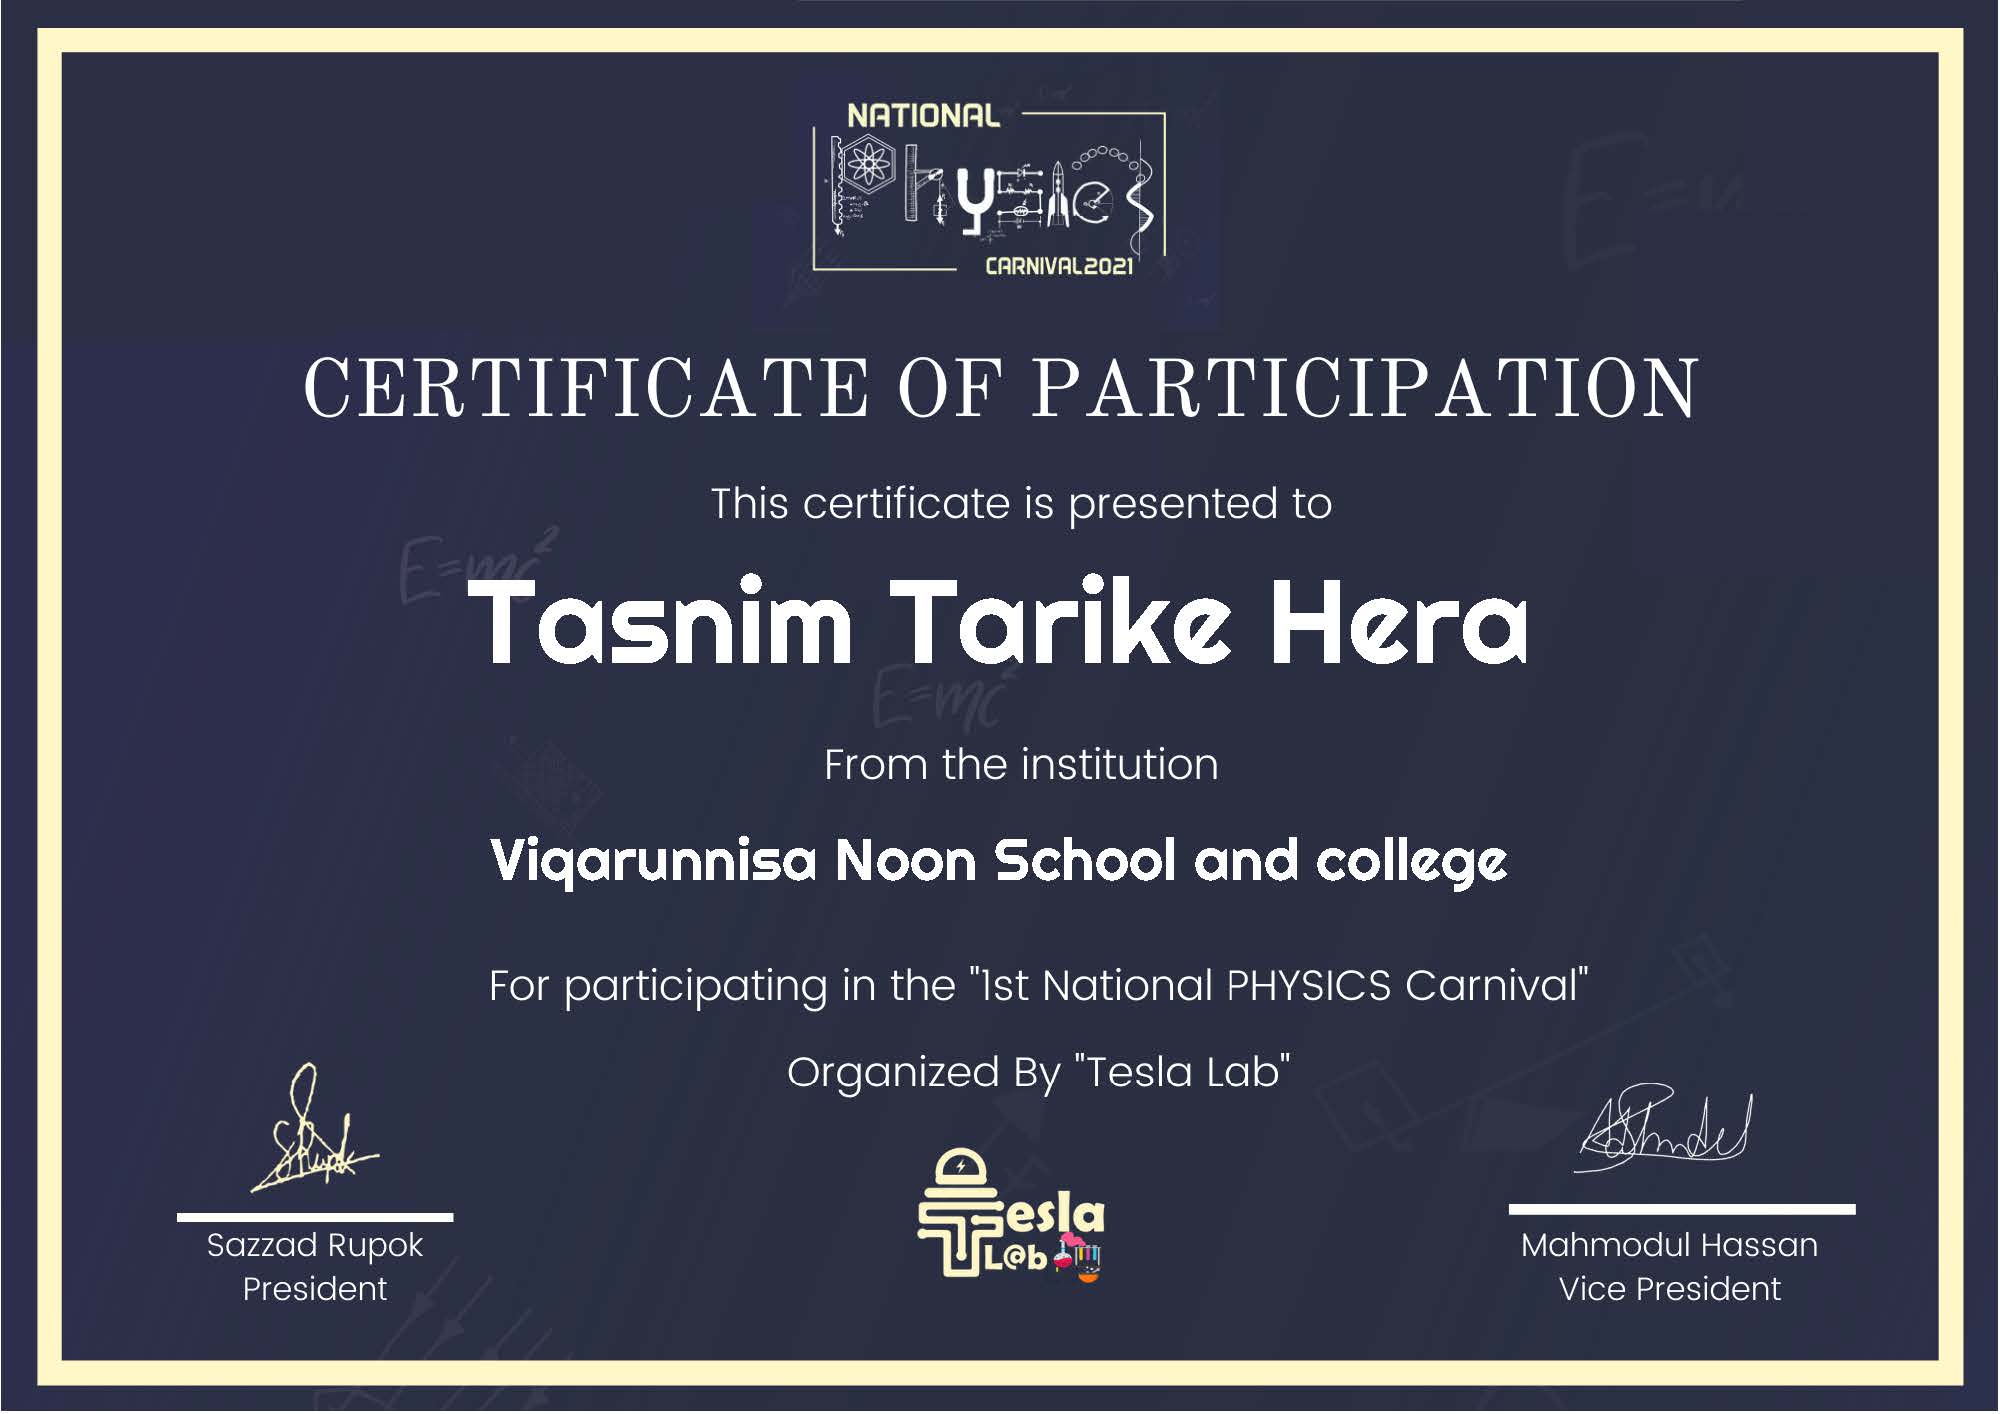 NATIONAL
Physics
CARNIVAL2021
CERTIFICATE OF PARTICIPATION
This certificate is presented to
E=mc²
E=m
Tasnim Tarike Hera
E=mc²
From the institution
Viqarunnisa Noon School and college
For participating in the "1st National PHYSICS Carnival"
Organized By "Tesla Lab"
Tesla
L@b
Sazzad Rupok
President
Mahmodul Hassan
Vice President